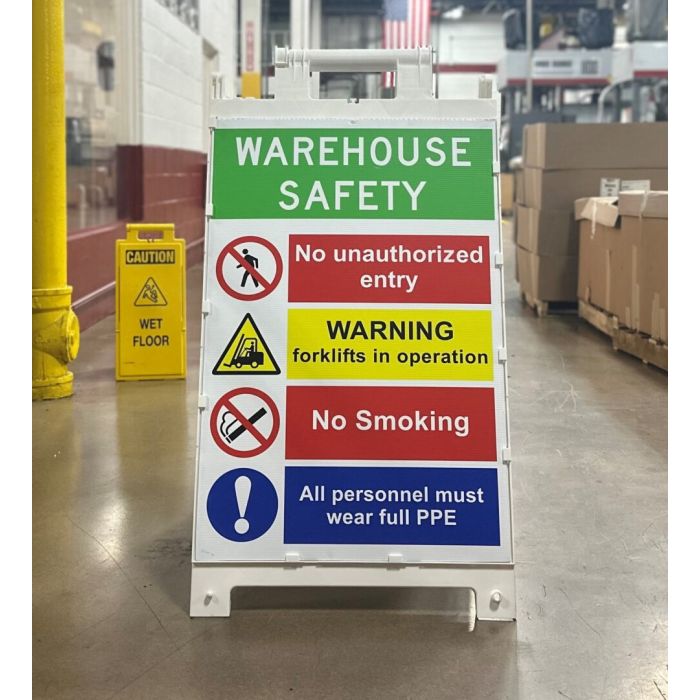 WAREHOUSE
SAFETY
No unauthorized
entry
WARNING
forklifts in operation
No Smoking
All personnel must
wear full PPE
CAUTION
WET
FLOOR